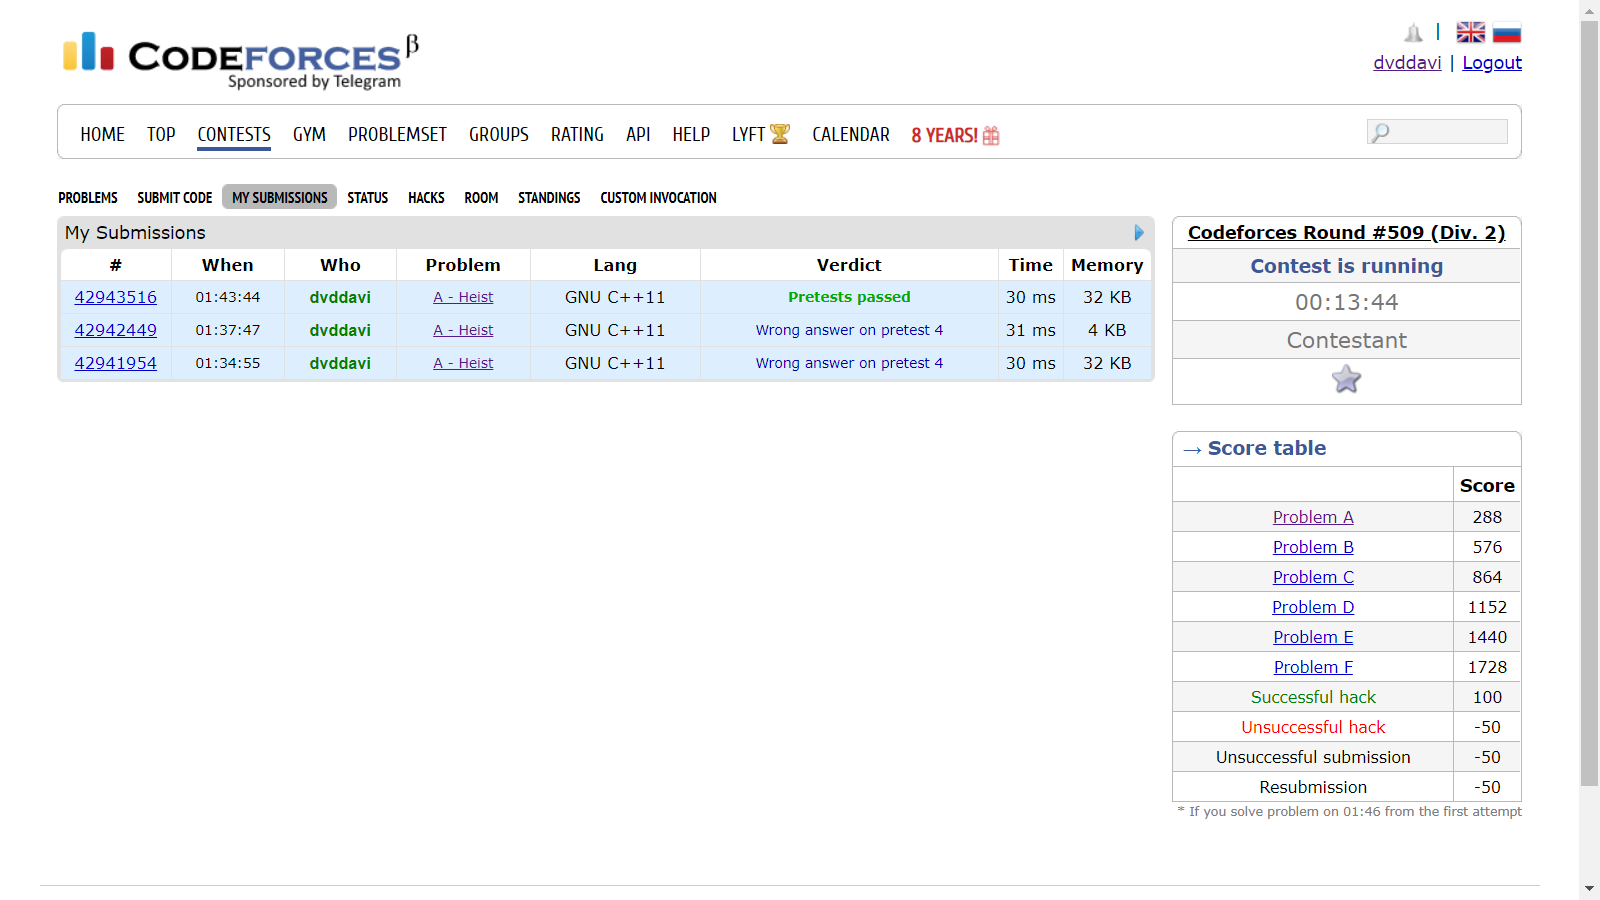 CODEFORCES β
Sponsored by Telegram
dvddavi | Logout
HOME TOP CONTESTS GYM PROBLEMSET GROUPS RATING API HELP LYFT CALENDAR 8 YEARS!
PROBLEMS SUBMIT CODE MY SUBMISSIONS STATUS HACKS ROOM STANDINGS CUSTOM INVOCATION
My Submissions
# When Who Problem Lang Verdict Time Memory
42943516 01:43:44 dvddavi A - Heist GNU C++11 Pretests passed 30 ms 32 KB
42942449 01:37:47 dvddavi A - Heist GNU C++11 Wrong answer on pretest 4 31 ms 4 KB
42941954 01:34:55 dvddavi A - Heist GNU C++11 Wrong answer on pretest 4 30 ms 32 KB
Codeforces Round #509 (Div. 2)
Contest is running
00:13:44
Contestant
→ Score table
Score
Problem A 288
Problem B 576
Problem C 864
Problem D 1152
Problem E 1440
Problem F 1728
Successful hack 100
Unsuccessful hack -50
Unsuccessful submission -50
Resubmission -50
* If you solve problem on 01:46 from the first attempt